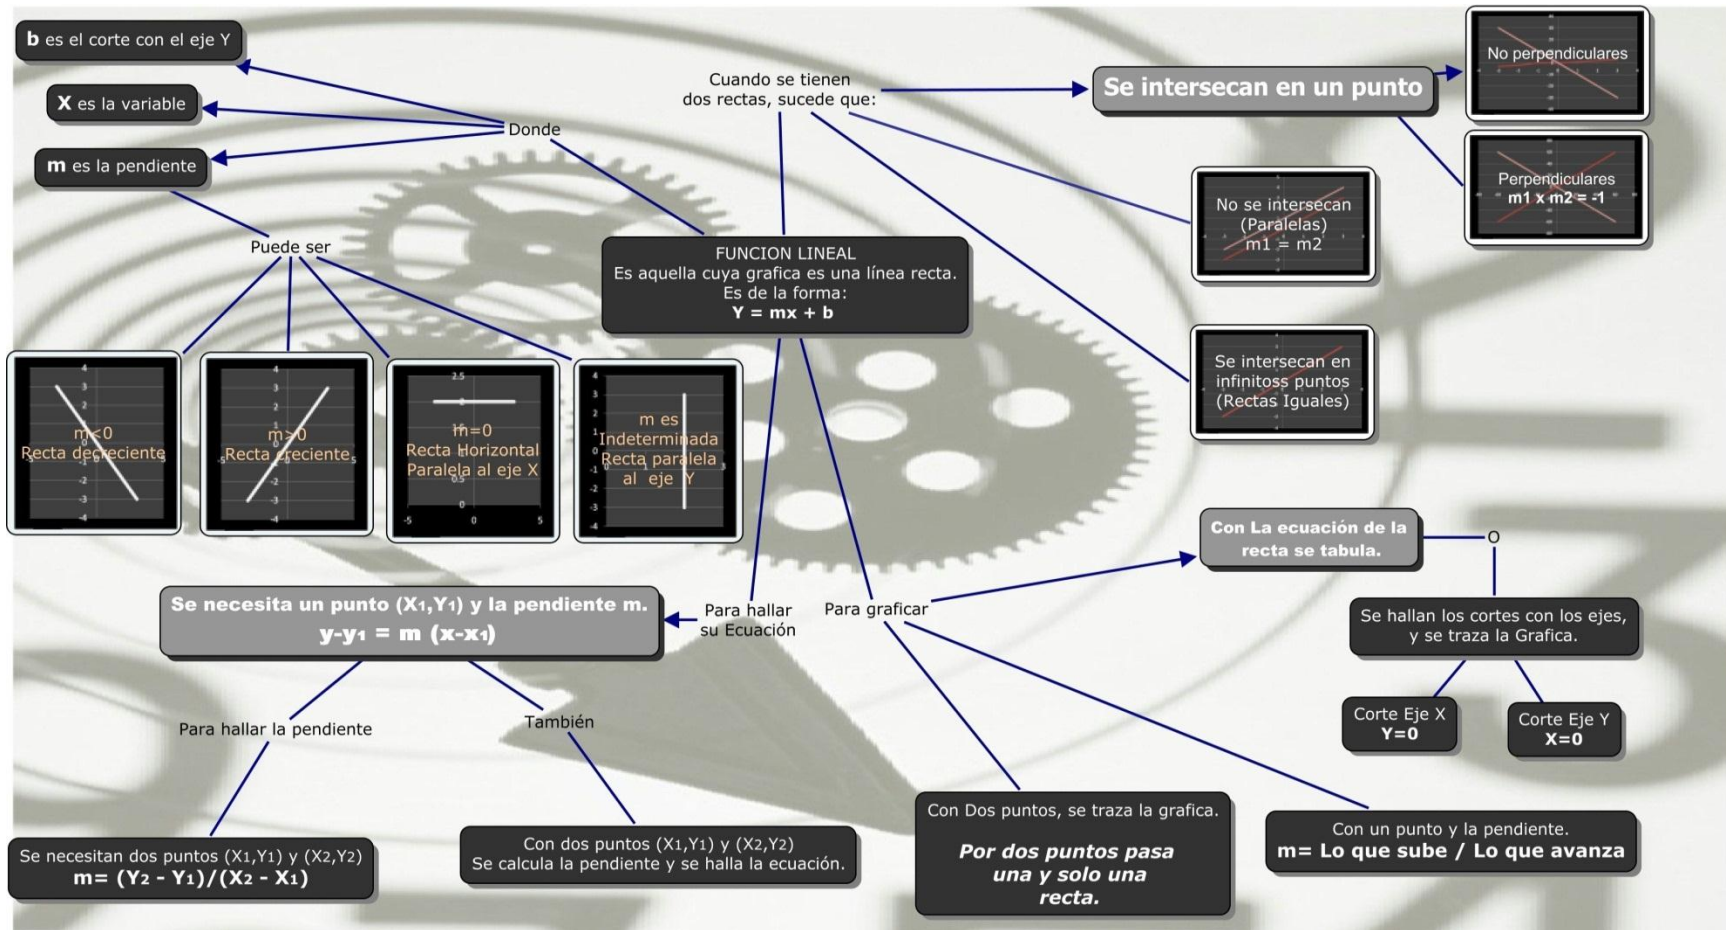 b es el corte con el eje Y
X es la variable
m es la pendiente
Donde
Puede ser
Cuando se tienen
dos rectas, sucede que:
Se intersecan en un punto
No perpendiculares
Perpendiculares
m1 x m2 = -1
No se intersecan
(Paralelas)
m1 = m2
Se intersecan en
infinitoss puntos
(Rectas Iguales)
FUNCION LINEAL
Es aquella cuya grafica es una línea recta.
Es de la forma:
Y = mx + b
m<0
Recta decreciente
m>0
Recta creciente
m=0
Recta Horizontal
Paralela al eje X
m es
Indeterminada
Recta paralela
al eje Y
Con La ecuación de la
recta se tabula.
O
Se hallan los cortes con los ejes,
y se traza la Grafica.
Corte Eje X
Y=0
Corte Eje Y
X=0
Se necesita un punto (X1,Y1) y la pendiente m.
y-y1 = m (x-x1)
Para hallar
su Ecuación
Para graficar
Para hallar la pendiente
También
Se necesitan dos puntos (X1,Y1) y (X2,Y2)
m= (Y2 - Y1)/(X2 - X1)
Con dos puntos (X1,Y1) y (X2,Y2)
Se calcula la pendiente y se halla la ecuación.
Con Dos puntos, se traza la grafica.
Por dos puntos pasa
una y solo una
recta.
Con un punto y la pendiente.
m= Lo que sube / Lo que avanza